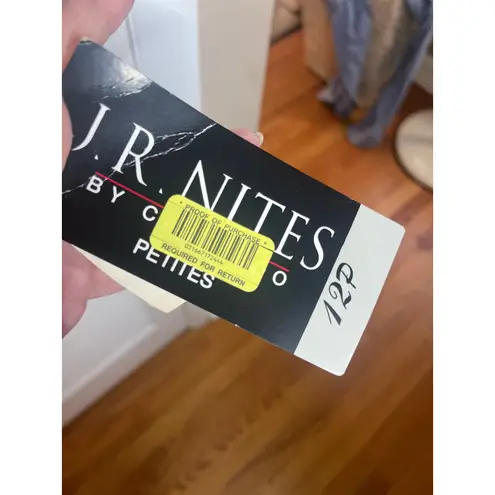 J.R. NITES
BY C O
PETITES
PROOF OF PURCHASE
REQUIRED FOR RETURN
12P